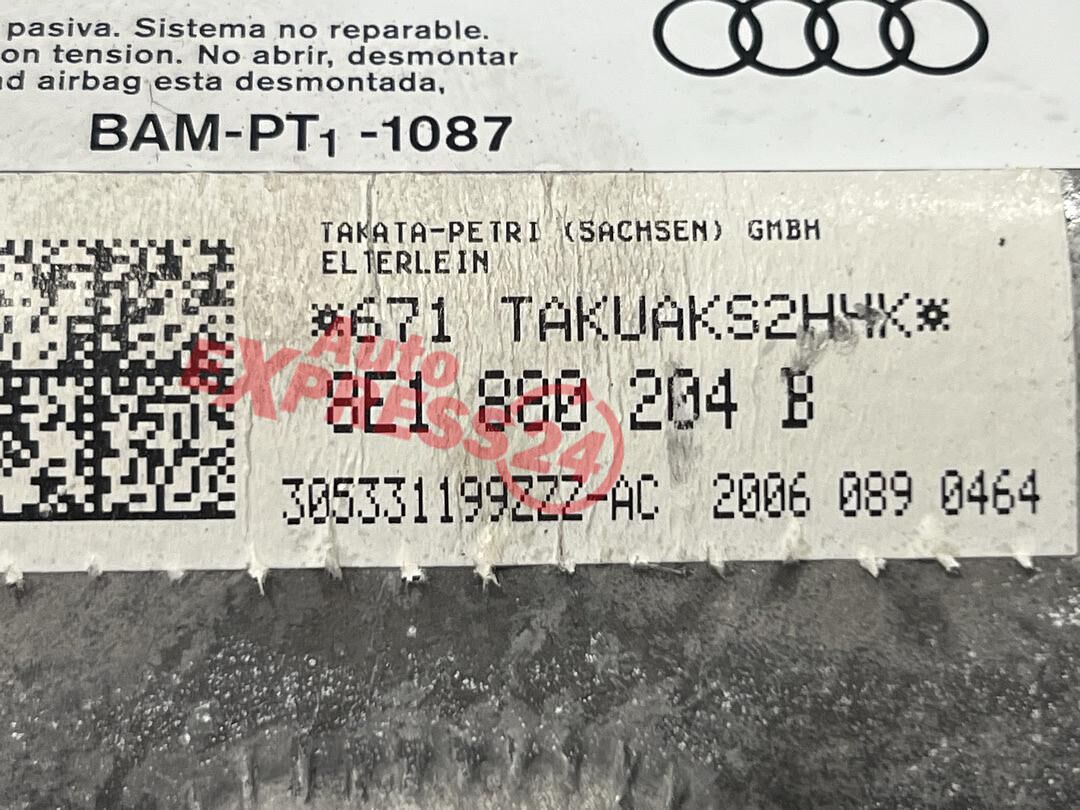 pasiva. Sistema no reparable.
on tension. No abrir, desmontar
d airbag esta desmontada,
BAM-PT1 -1087
TAKATA-PETRI (SACHSEN) GMBH
ELTERLEIN
*671 TAKUAKS2HYK*
8E1 880 204 B
305331199ZZZ-AC 2006 089 0464
Auto
EXPRESS24